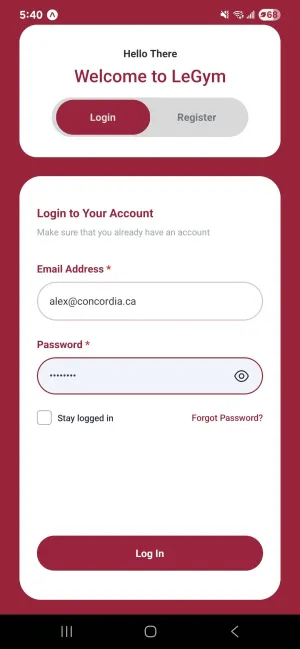 5:40
68
Hello There
Welcome to LeGym
Login Register
Login to Your Account
Make sure that you already have an account
Email Address *
alex@concordia.ca
Password *
••••••••
Stay logged in Forgot Password?
Log In